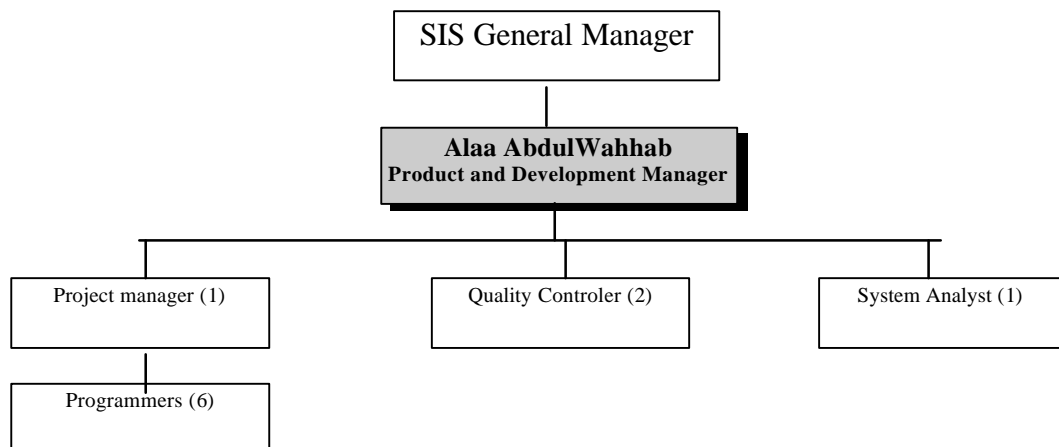 SIS General Manager
Alaa AbdulWahhab
Product and Development Manager
Project manager (1)
Quality Controler (2)
System Analyst (1)
Programmers (6)